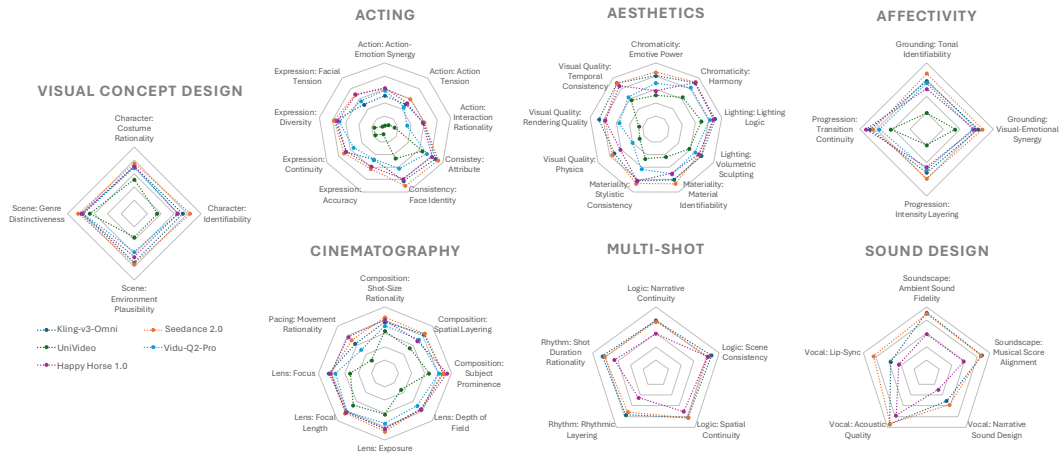 VISUAL CONCEPT DESIGN
Character:
Costume
Rationality
Scene: Genre
Distinctiveness
Character:
Identifiability
Scene:
Environment
Plausibility
Kling-v3-Omni
Seedance 2.0
UniVideo
Vidu-Q2-Pro
Happy Horse 1.0
ACTING
Action: Action-
Emotion Synergy
Expression: Facial
Tension
Action: Action
Tension
Expression:
Diversity
Action:
Interaction
Rationality
Expression:
Continuity
Consistey:
Attribute
Expression:
Accuracy
Consistency:
Face Identity
AESTHETICS
Chromaticity:
Emotive Power
Visual Quality:
Temporal
Consistency
Chromaticity:
Harmony
Visual Quality:
Rendering Quality
Lighting: Lighting
Logic
Visual Quality:
Physics
Lighting:
Volumetric
Sculpting
Materiality:
Stylistic
Consistency
Materiality:
Material
Identifiability
AFFECTIVITY
Grounding: Tonal
Identifiability
Progression:
Transition
Continuity
Grounding:
Visual-Emotional
Synergy
Progression:
Intensity Layering
CINEMATOGRAPHY
Composition:
Shot-Size
Rationality
Pacing: Movement
Rationality
Composition:
Spatial Layering
Lens: Focus
Composition:
Subject
Prominence
Lens: Focal
Length
Lens: Depth of
Field
Lens: Exposure
MULTI-SHOT
Logic: Narrative
Continuity
Rhythm: Shot
Duration
Rationality
Logic: Scene
Consistency
Rhythm: Rhythmic
Layering
Logic: Spatial
Continuity
SOUND DESIGN
Soundscape:
Ambient Sound
Fidelity
Vocal: Lip-Sync
Soundscape:
Musical Score
Alignment
Vocal: Acoustic
Quality
Vocal: Narrative
Sound Design